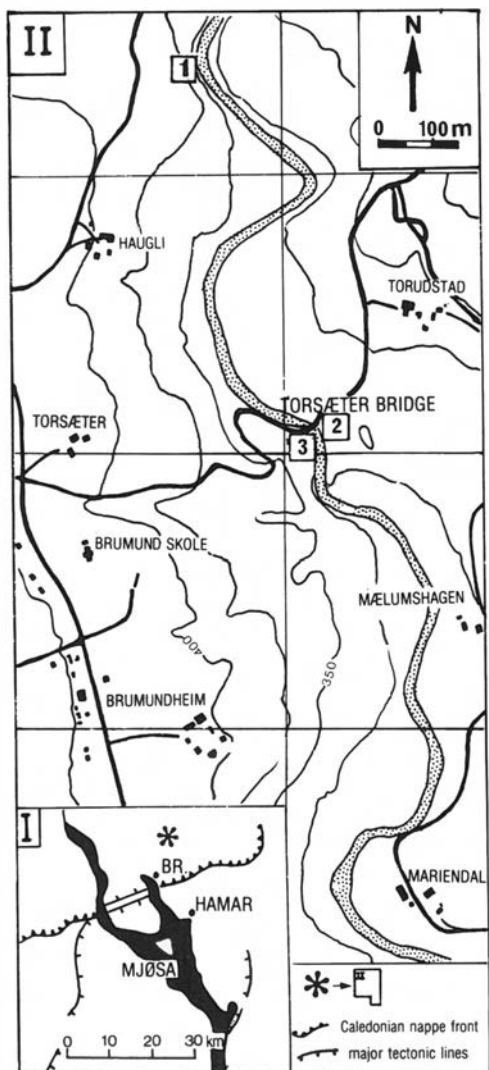 II
1
N
0 100 m
HAUGLI
TORUDSTAD
TORSÆTER BRIDGE
2
3
TORSÆTER
BRUMUND SKOLE
MÆLUMSHAGEN
400
350
BRUMUNDHEIM
I
BR.
HAMAR
MJØSA
0 10 20 30 km
MARIENDAL
Caledonian nappe front
major tectonic lines